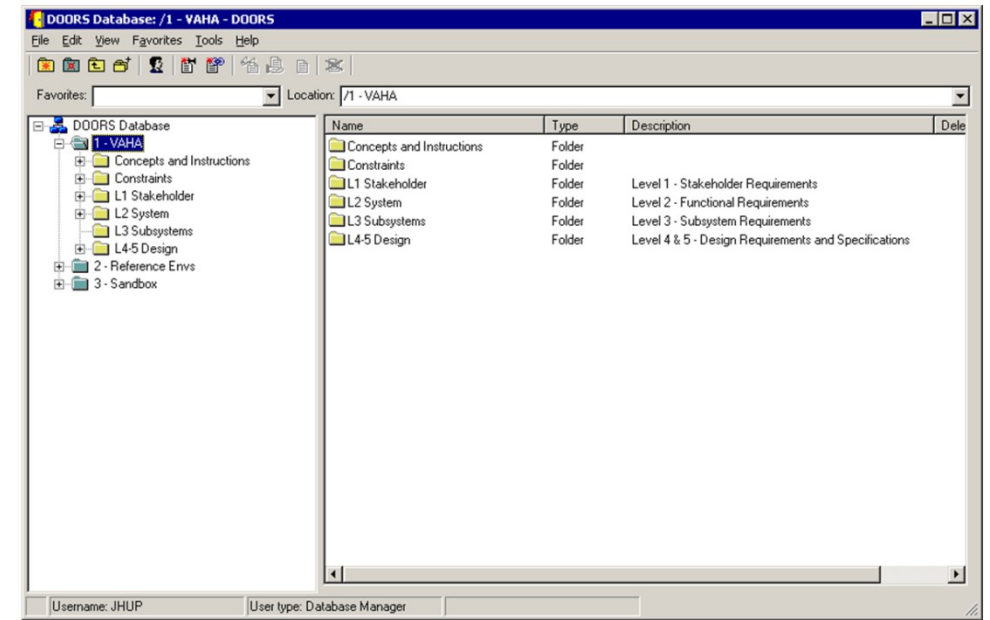 DOORS Database: /1 - VAHA - DOORS
File Edit View Favorites Tools Help
Favorites: Location: /1 - VAHA
DOORS Database
1 - VAHA
Concepts and Instructions
Constraints
L1 Stakeholder
L2 System
L3 Subsystems
L4-5 Design
2 - Reference Envs
3 - Sandbox
Name Type Description Dele
Concepts and Instructions Folder
Constraints Folder
L1 Stakeholder Folder Level 1 - Stakeholder Requirements
L2 System Folder Level 2 - Functional Requirements
L3 Subsystems Folder Level 3 - Subsystem Requirements
L4-5 Design Folder Level 4 & 5 - Design Requirements and Specifications
Username: JHUP User type: Database Manager